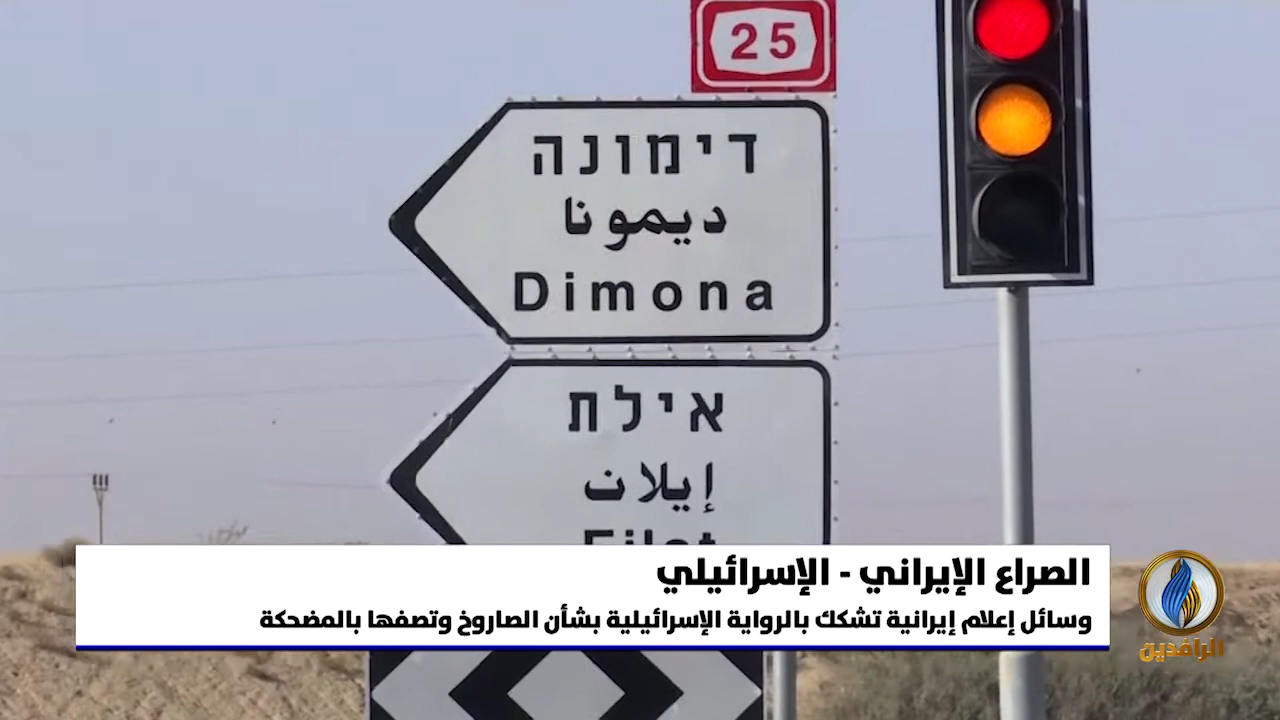 25
דימונה
ديمونا
Dimona
אילת
إيلات
Eilat
الصراع الإيراني - الإسرائيلي
وسائل إعلام إيرانية تشكك بالرواية الإسرائيلية بشأن الصاروخ وتصفها بالمضحكة
الرافدين